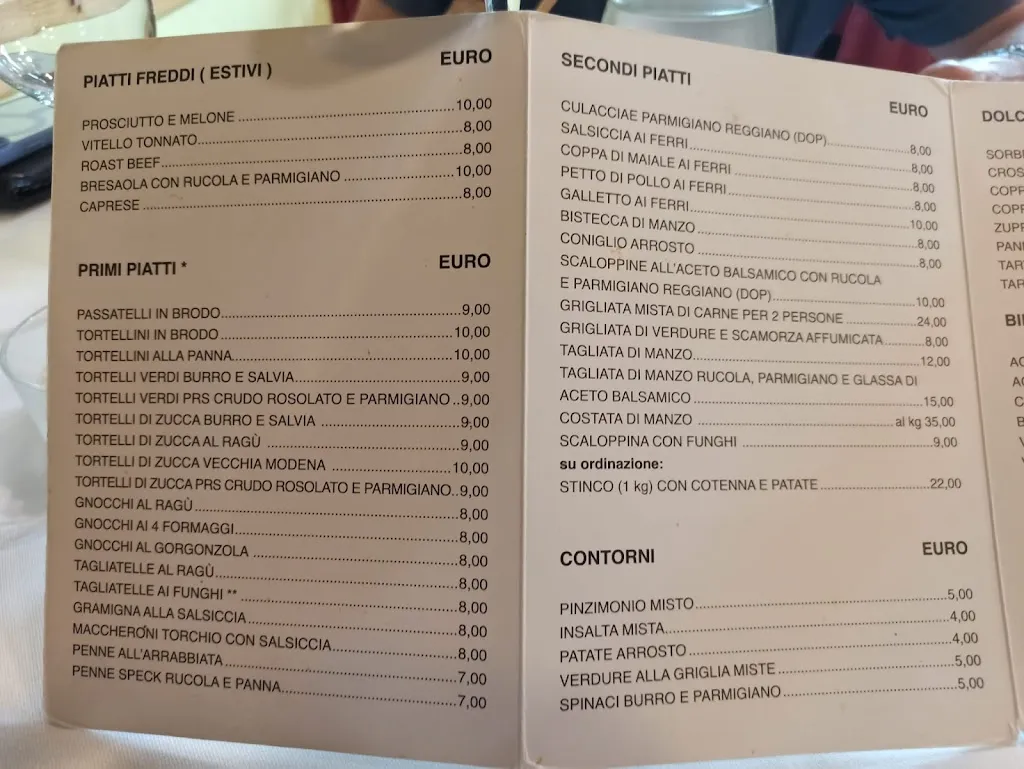 PIATTI FREDDI ( ESTIVI ) EURO
PROSCIUTTO E MELONE 10,00
VITELLO TONNATO 8,00
ROAST BEEF 8,00
BRESAOLA CON RUCOLA E PARMIGIANO 10,00
CAPRESE 8,00
PRIMI PIATTI * EURO
PASSATELLI IN BRODO 9,00
TORTELLINI IN BRODO 10,00
TORTELLINI ALLA PANNA 10,00
TORTELLI VERDI BURRO E SALVIA 9,00
TORTELLI VERDI PRS CRUDO ROSOLATO E PARMIGIANO 9,00
TORTELLI DI ZUCCA BURRO E SALVIA 9,00
TORTELLI DI ZUCCA AL RAGÙ 9,00
TORTELLI DI ZUCCA VECCHIA MODENA 10,00
TORTELLI DI ZUCCA PRS CRUDO ROSOLATO E PARMIGIANO 9,00
GNOCCHI AL RAGÙ 8,00
GNOCCHI AI 4 FORMAGGI 8,00
GNOCCHI AL GORGONZOLA 8,00
TAGLIATELLE AL RAGÙ 8,00
TAGLIATELLE AI FUNGHI ** 8,00
GRAMIGNA ALLA SALSICCIA 8,00
MACCHERONI TORCHIO CON SALSICCIA 8,00
PENNE ALL'ARRABBIATA 7,00
PENNE SPECK RUCOLA E PANNA 7,00
SECONDI PIATTI EURO
CULACCIAE PARMIGIANO REGGIANO (DOP) 8,00
SALSICCIA AI FERRI 8,00
COPPA DI MAIALE AI FERRI 8,00
PETTO DI POLLO AI FERRI 8,00
GALLETTO AI FERRI 10,00
BISTECCA DI MANZO 8,00
CONIGLIO ARROSTO 8,00
SCALOPPINE ALL'ACETO BALSAMICO CON RUCOLA
E PARMIGIANO REGGIANO (DOP) 10,00
GRIGLIATA MISTA DI CARNE PER 2 PERSONE 24,00
GRIGLIATA DI VERDURE E SCAMORZA AFFUMICATA 8,00
TAGLIATA DI MANZO 12,00
TAGLIATA DI MANZO RUCOLA, PARMIGIANO E GLASSA DI
ACETO BALSAMICO 15,00
COSTATA DI MANZO al kg 35,00
SCALOPPINA CON FUNGHI 9,00
su ordinazione:
STINCO (1 kg) CON COTENNA E PATATE 22,00
CONTORNI EURO
PINZIMONIO MISTO 5,00
INSALTA MISTA 4,00
PATATE ARROSTO 4,00
VERDURE ALLA GRIGLIA MISTE 5,00
SPINACI BURRO E PARMIGIANO 5,00